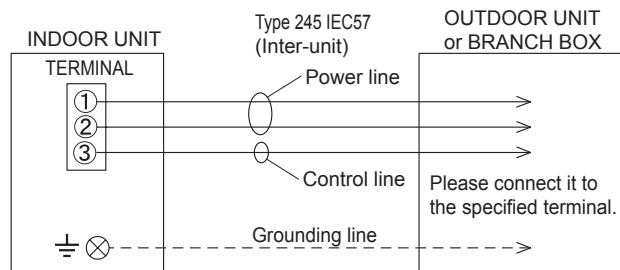 Type 245 IEC57
(Inter-unit)
OUTDOOR UNIT
or BRANCH BOX
INDOOR UNIT
TERMINAL
Power line
1
2
3
Control line
Please connect it to
the specified terminal.
Grounding line